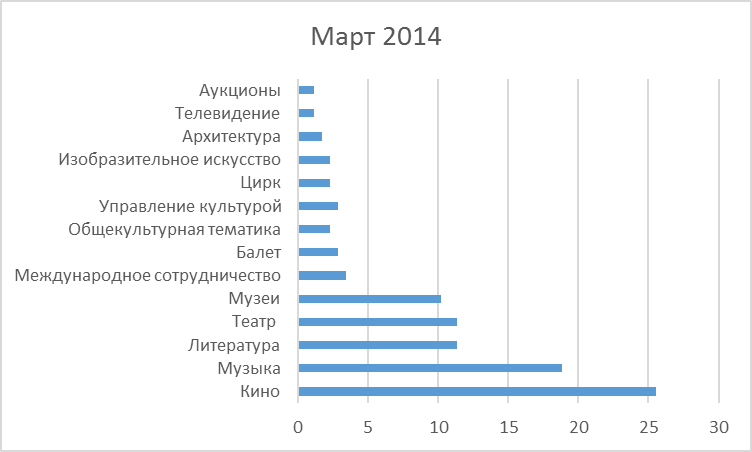 Март 2014
Аукционы
Телевидение
Архитектура
Изобразительное искусство
Цирк
Управление культурой
Общекультурная тематика
Балет
Международное сотрудничество
Музеи
Театр
Литература
Музыка
Кино
0 5 10 15 20 25 30